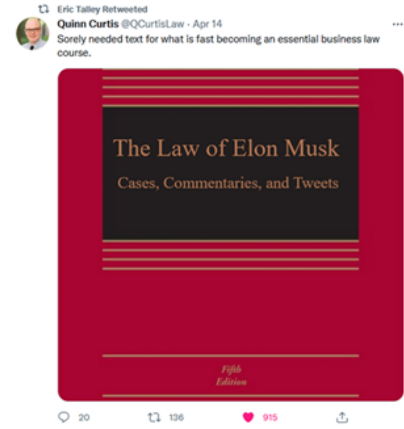 Eric Talley Retweeted
Quinn Curtis @QCurtisLaw · Apr 14
Sorely needed text for what is fast becoming an essential business law
course.
The Law of Elon Musk
Cases, Commentaries, and Tweets
Fifth
Edition
20 136 915